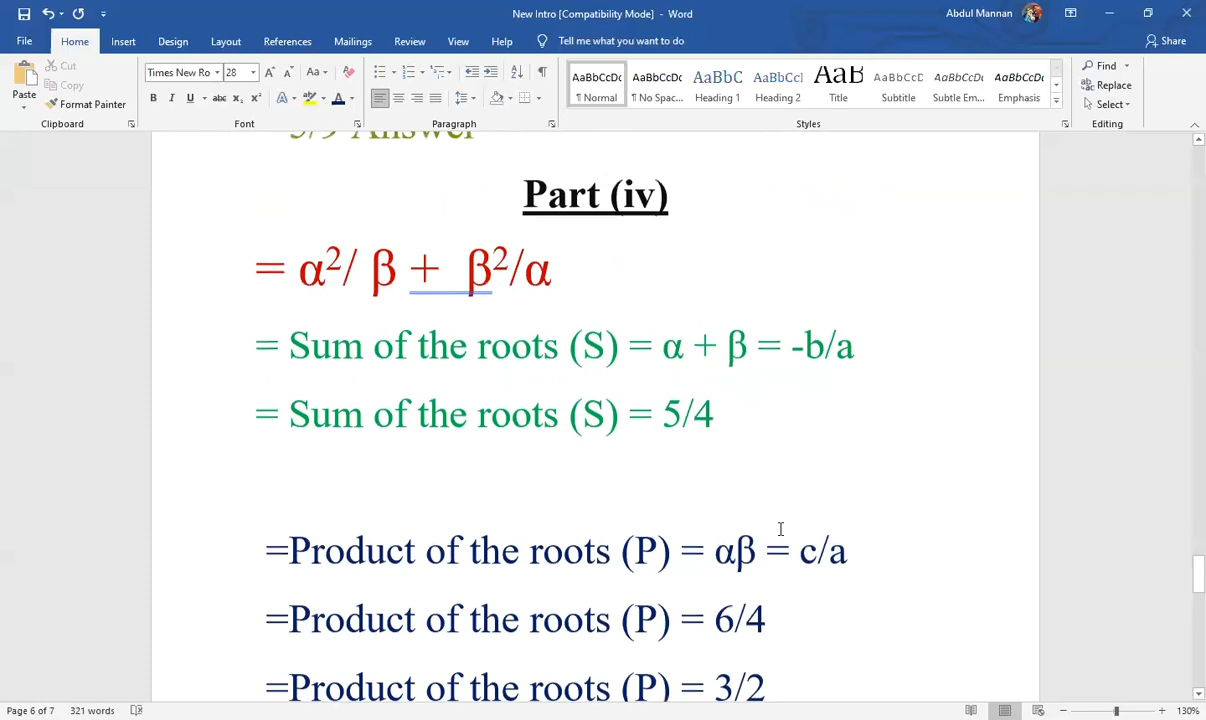 New Intro [Compatibility Mode] - Word
Abdul Mannan
File Home Insert Design Layout References Mailings Review View Help Tell me what you want to do Share
Paste
Cut
Copy
Format Painter
Clipboard
Times New Ro 28
Font
Paragraph
AaBbCcDc AaBbCcDc AaBbC AaBbCcI AaB AaBbCcD AaBbCcDc AaBbCcDc
¶ Normal ¶ No Spac... Heading 1 Heading 2 Title Subtitle Subtle Em... Emphasis
Styles
Find
Replace
Select
Editing
Answer
Part (iv)
= α²/ β + β²/α
= Sum of the roots (S) = α + β = -b/a
= Sum of the roots (S) = 5/4
=Product of the roots (P) = αβ = c/a
=Product of the roots (P) = 6/4
=Product of the roots (P) = 3/2
Page 6 of 7 321 words 130%